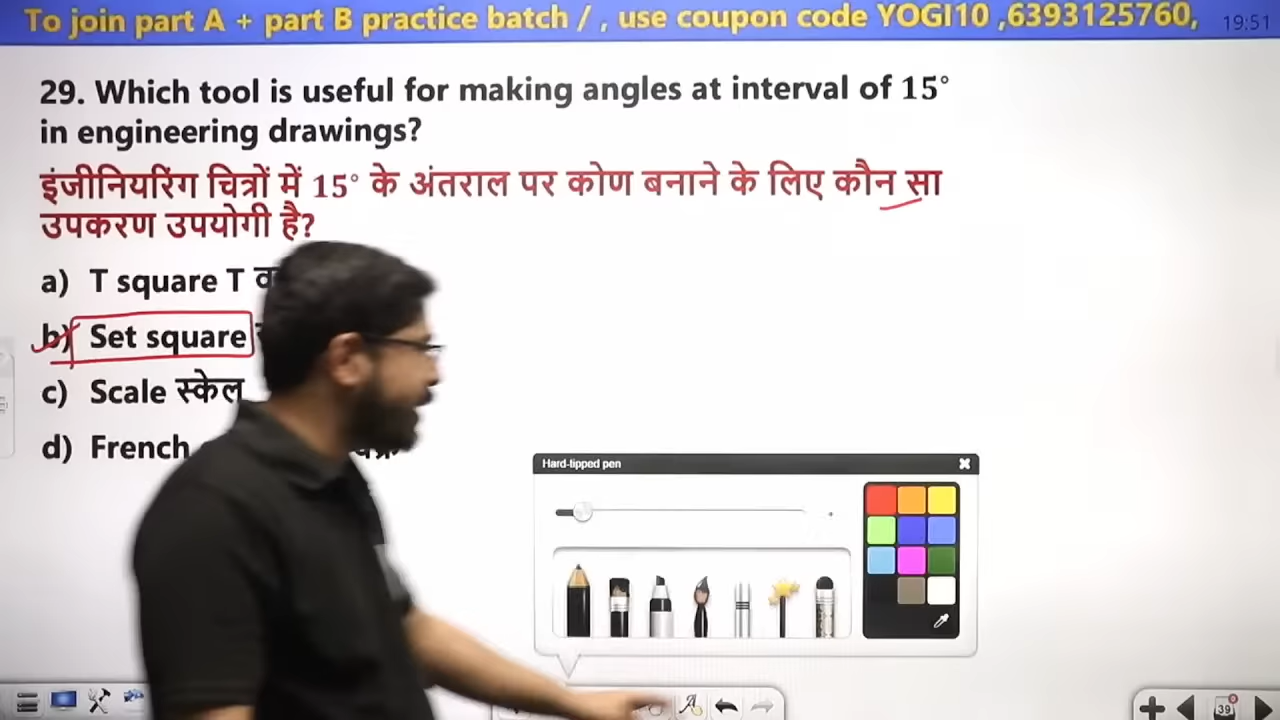 To join part A + part B practice batch / , use coupon code YOGI10 ,6393125760,
19:51
29. Which tool is useful for making angles at interval of 15°
in engineering drawings?
इंजीनियरिंग चित्रों में 15° के अंतराल पर कोण बनाने के लिए कौन सा
उपकरण उपयोगी है?
a) T square T
b) Set square
c) Scale स्केल
d) French
Hard-tipped pen
39